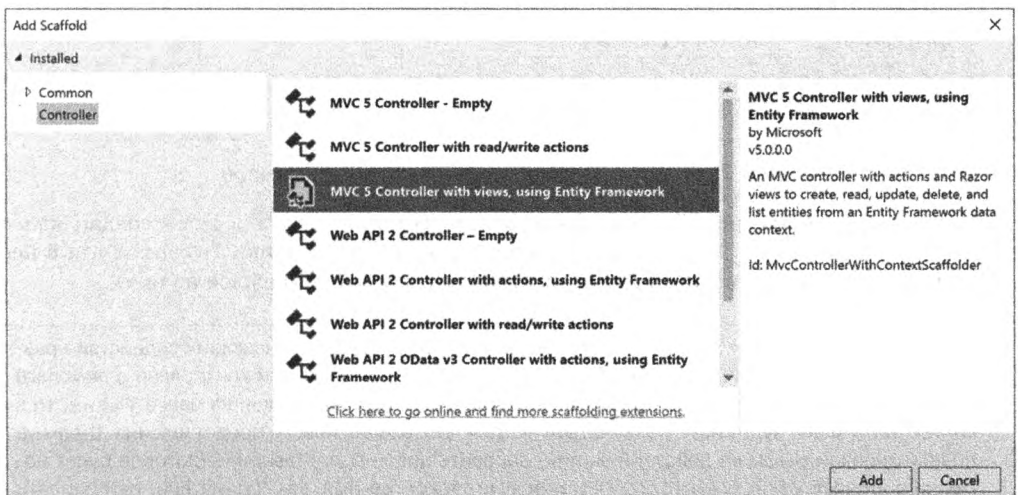 Add Scaffold
Installed
Common
Controller
MVC 5 Controller - Empty
MVC 5 Controller with read/write actions
MVC 5 Controller with views, using Entity Framework
Web API 2 Controller – Empty
Web API 2 Controller with actions, using Entity Framework
Web API 2 Controller with read/write actions
Web API 2 OData v3 Controller with actions, using Entity
Framework
Click here to go online and find more scaffolding extensions.
MVC 5 Controller with views, using
Entity Framework
by Microsoft
v5.0.0.0
An MVC controller with actions and Razor
views to create, read, update, delete, and
list entities from an Entity Framework data
context.
Id: MvcControllerWithContextScaffolder
Add
Cancel